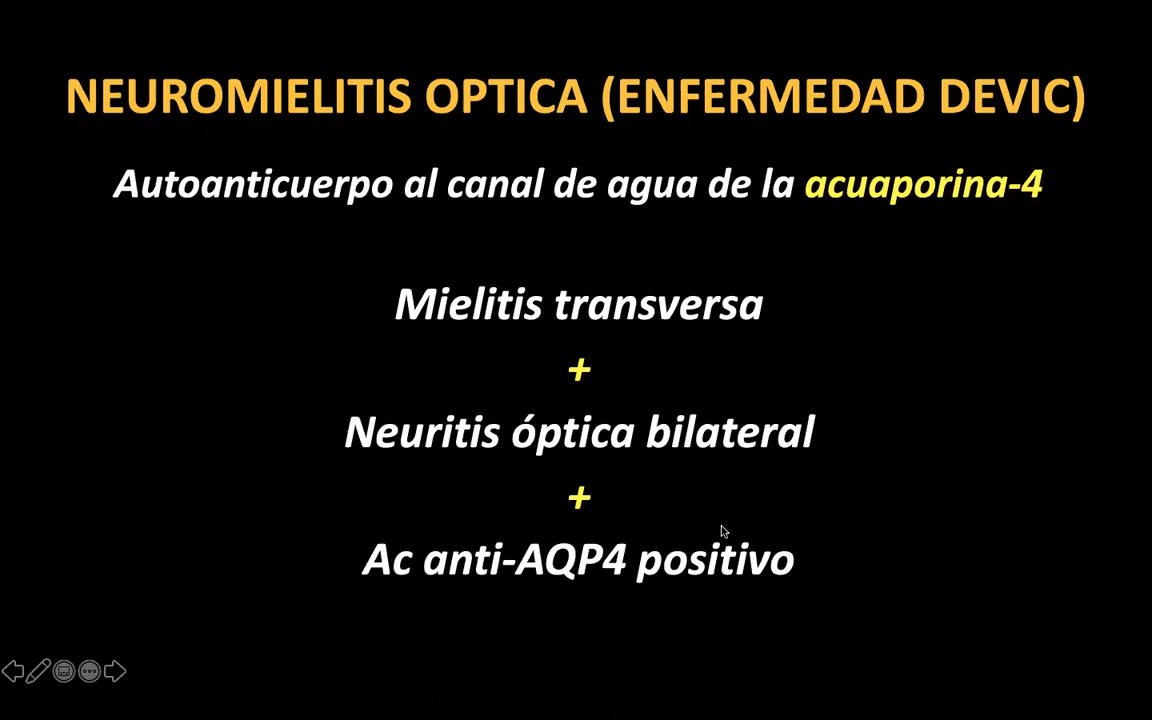 NEUROMIELITIS OPTICA (ENFERMEDAD DEVIC)
Autoanticuerpo al canal de agua de la acuaporina-4
Mielitis transversa
+
Neuritis óptica bilateral
+
Ac anti-AQP4 positivo